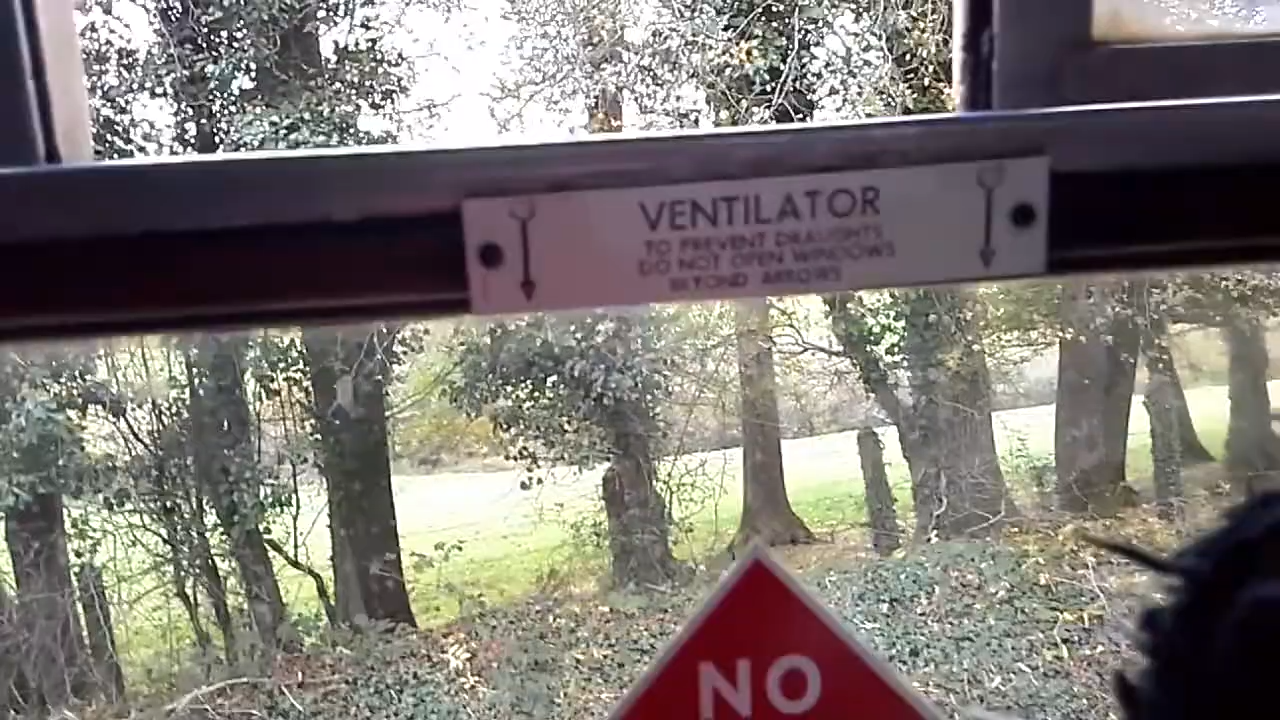 VENTILATOR
TO PREVENT DRAUGHTS
DO NOT OPEN WINDOWS
BEYOND ARROWS
NO